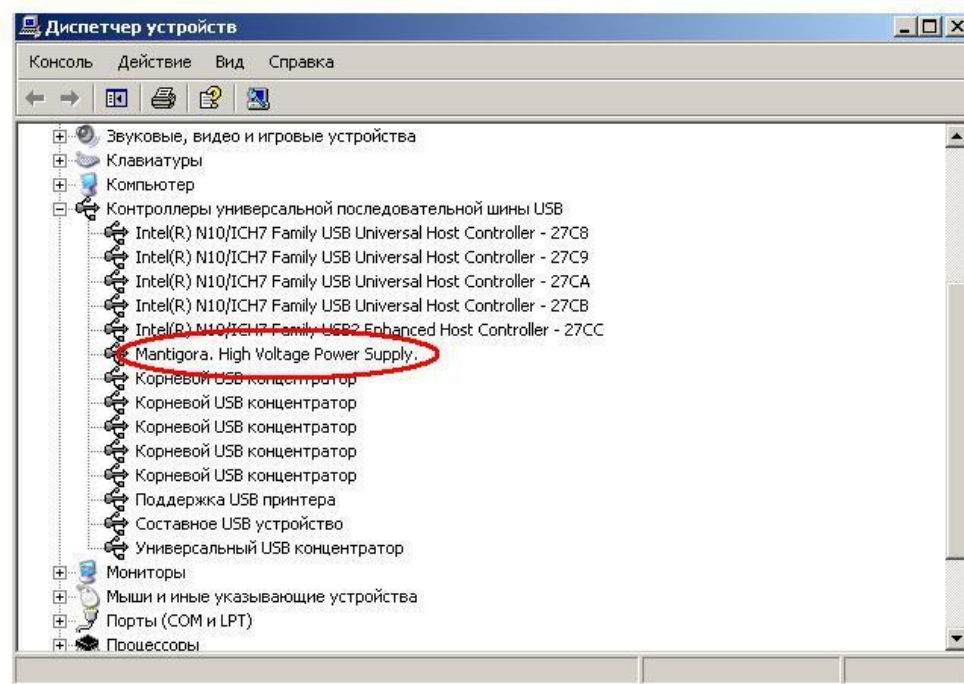 Диспетчер устройств
Консоль Действие Вид Справка
Звуковые, видео и игровые устройства
Клавиатуры
Компьютер
Контроллеры универсальной последовательной шины USB
Intel(R) N10/ICH7 Family USB Universal Host Controller - 27C8
Intel(R) N10/ICH7 Family USB Universal Host Controller - 27C9
Intel(R) N10/ICH7 Family USB Universal Host Controller - 27CA
Intel(R) N10/ICH7 Family USB Universal Host Controller - 27CB
Intel(R) N10/ICH7 Family USB2 Enhanced Host Controller - 27CC
Mantigora. High Voltage Power Supply.
Корневой USB концентратор
Корневой USB концентратор
Корневой USB концентратор
Корневой USB концентратор
Корневой USB концентратор
Поддержка USB принтера
Составное USB устройство
Универсальный USB концентратор
Мониторы
Мыши и иные указывающие устройства
Порты (COM и LPT)
Процессоры